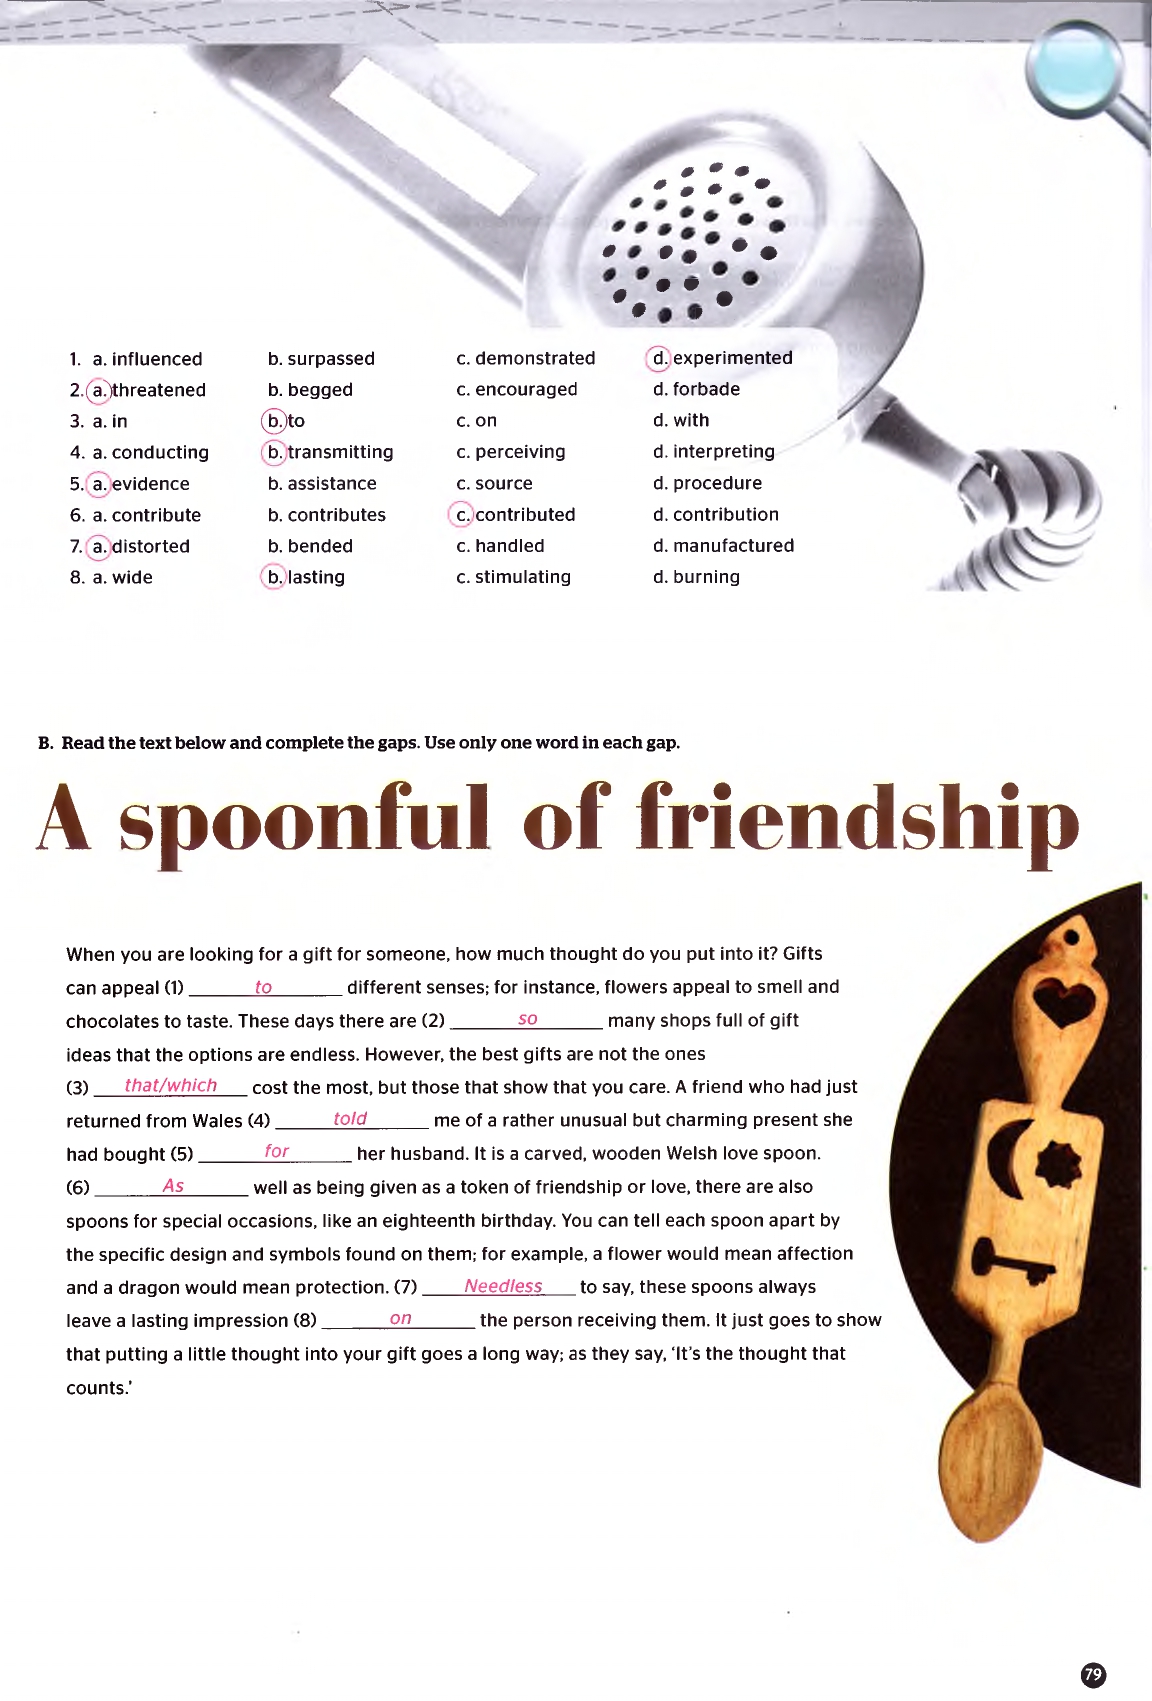 1. a. influenced b. surpassed c. demonstrated d. experimented
2. a. threatened b. begged c. encouraged d. forbade
3. a. in b. to c. on d. with
4. a. conducting b. transmitting c. perceiving d. interpreting
5. a. evidence b. assistance c. source d. procedure
6. a. contribute b. contributes c. contributed d. contribution
7. a. distorted b. bended c. handled d. manufactured
8. a. wide b. lasting c. stimulating d. burning
B. Read the text below and complete the gaps. Use only one word in each gap.
A spoonful of friendship
When you are looking for a gift for someone, how much thought do you put into it? Gifts
can appeal (1) to different senses; for instance, flowers appeal to smell and
chocolates to taste. These days there are (2) so many shops full of gift
ideas that the options are endless. However, the best gifts are not the ones
(3) that/which cost the most, but those that show that you care. A friend who had just
returned from Wales (4) told me of a rather unusual but charming present she
had bought (5) for her husband. It is a carved, wooden Welsh love spoon.
(6) As well as being given as a token of friendship or love, there are also
spoons for special occasions, like an eighteenth birthday. You can tell each spoon apart by
the specific design and symbols found on them; for example, a flower would mean affection
and a dragon would mean protection. (7) Needless to say, these spoons always
leave a lasting impression (8) on the person receiving them. It just goes to show
that putting a little thought into your gift goes a long way; as they say, ‘It’s the thought that
counts.’
79